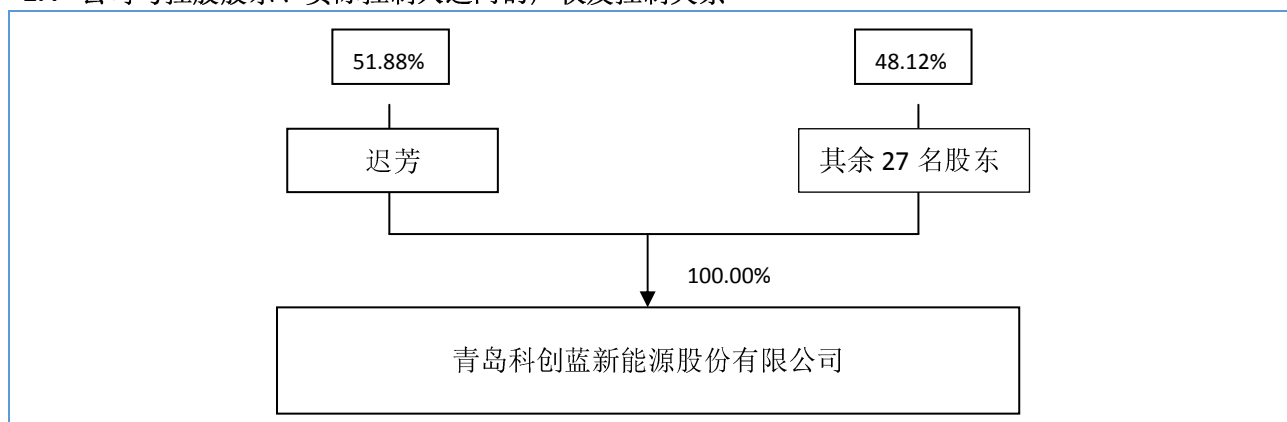 51.88%
48.12%
迟芳
其余 27 名股东
100.00%
青岛科创蓝新能源股份有限公司